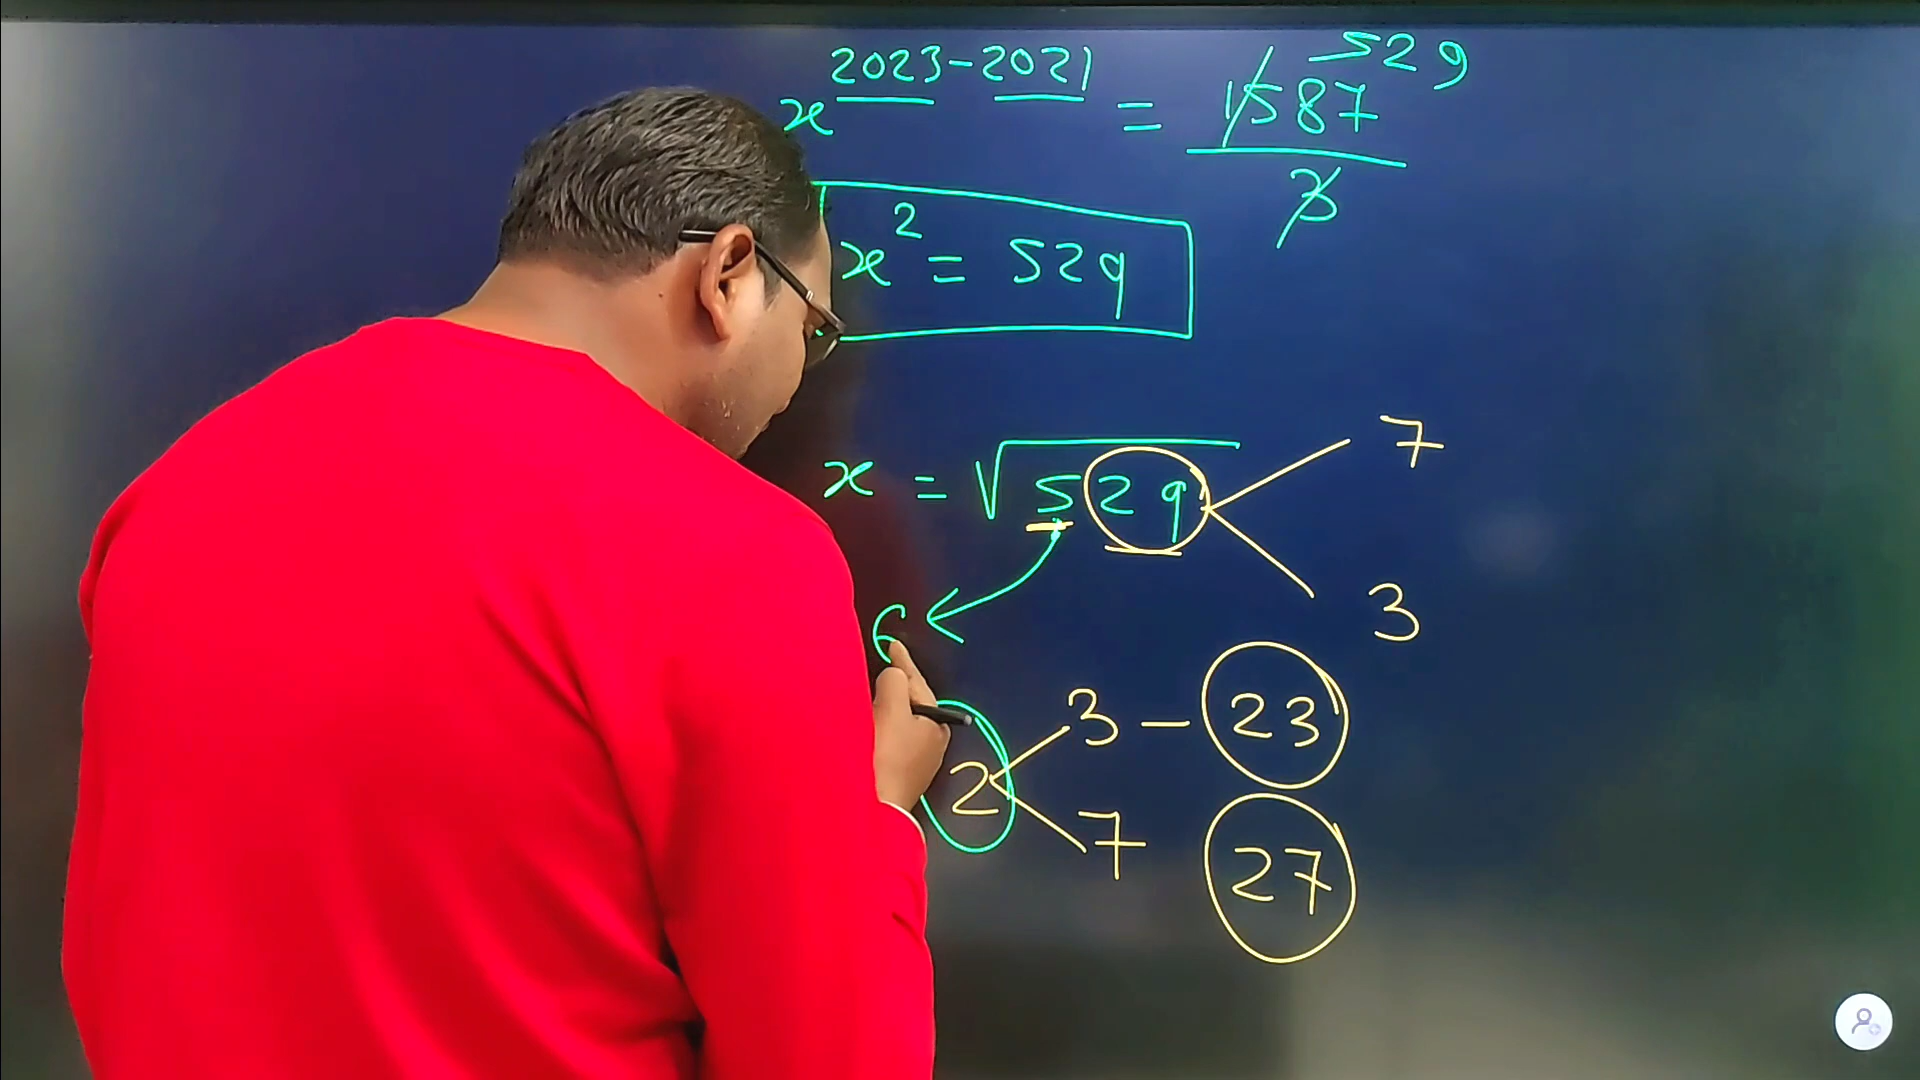 x^2023-2021 = 1587/3 529
x² = 529
x = √529
7
3
6
2
3 - 23
7 27